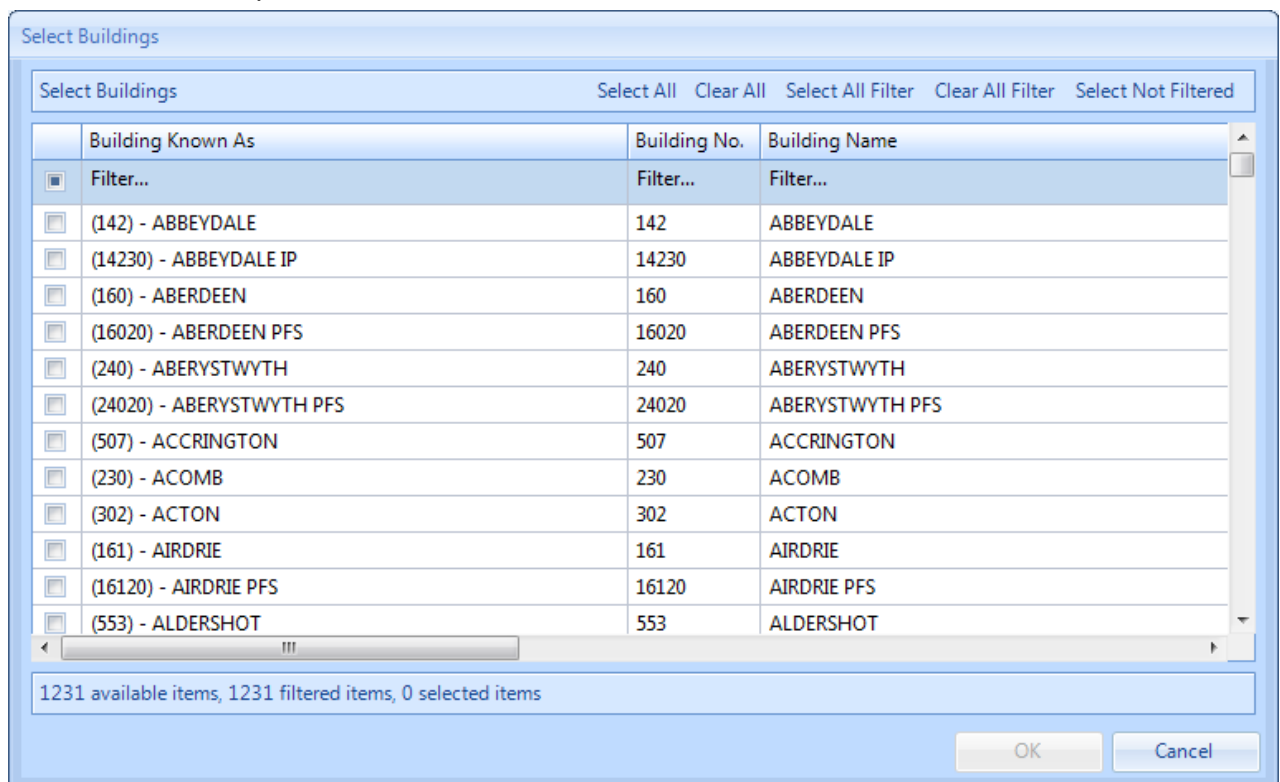 Select Buildings
Select Buildings Select All Clear All Select All Filter Clear All Filter Select Not Filtered
Building Known As Building No. Building Name
Filter... Filter... Filter...
(142) - ABBEYDALE 142 ABBEYDALE
(14230) - ABBEYDALE IP 14230 ABBEYDALE IP
(160) - ABERDEEN 160 ABERDEEN
(16020) - ABERDEEN PFS 16020 ABERDEEN PFS
(240) - ABERYSTWYTH 240 ABERYSTWYTH
(24020) - ABERYSTWYTH PFS 24020 ABERYSTWYTH PFS
(507) - ACCRINGTON 507 ACCRINGTON
(230) - ACOMB 230 ACOMB
(302) - ACTON 302 ACTON
(161) - AIRDRIE 161 AIRDRIE
(16120) - AIRDRIE PFS 16120 AIRDRIE PFS
(553) - ALDERSHOT 553 ALDERSHOT
1231 available items, 1231 filtered items, 0 selected items
OK Cancel